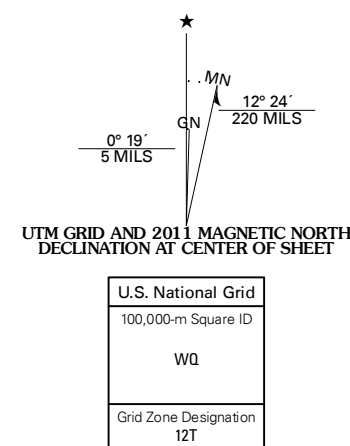 MN
12° 24´
220 MILS
GN
0° 19´
5 MILS
UTM GRID AND 2011 MAGNETIC NORTH
DECLINATION AT CENTER OF SHEET
U.S. National Grid
100,000-m Square ID
WQ
Grid Zone Designation
12T